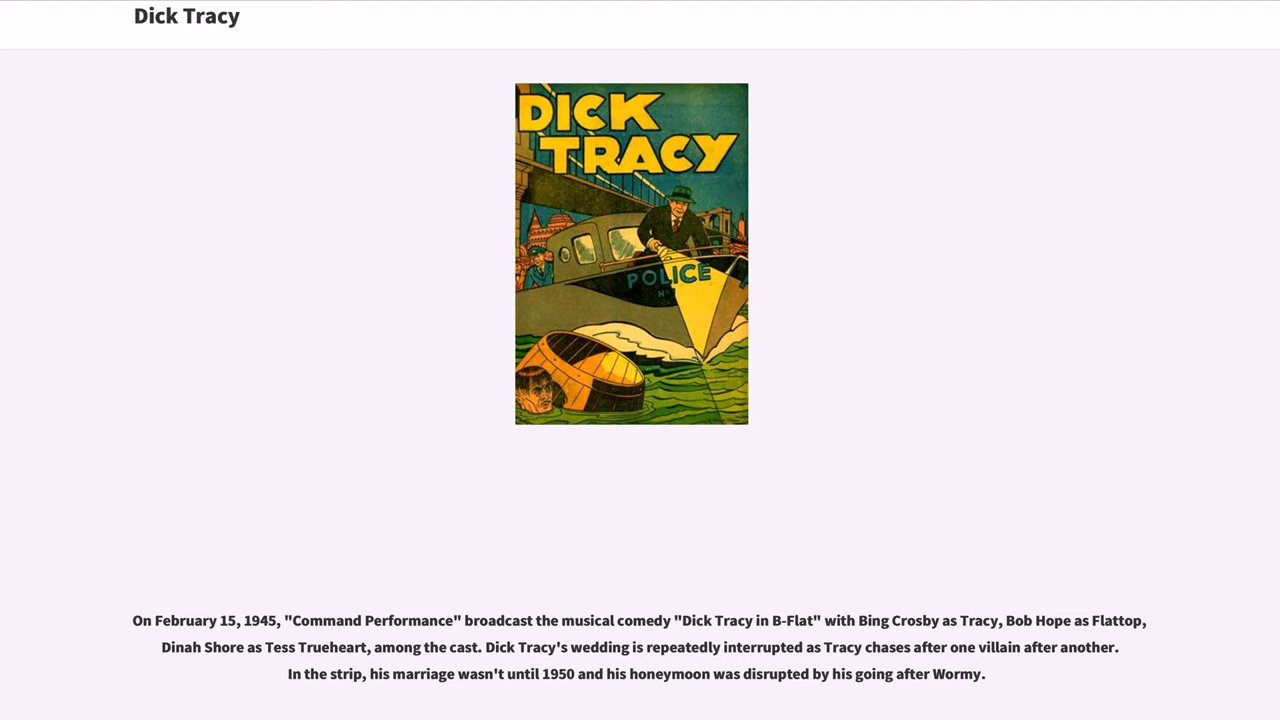 Dick Tracy
DICK
TRACY
POLICE
On February 15, 1945, "Command Performance" broadcast the musical comedy "Dick Tracy in B-Flat" with Bing Crosby as Tracy, Bob Hope as Flattop,
Dinah Shore as Tess Trueheart, among the cast. Dick Tracy's wedding is repeatedly interrupted as Tracy chases after one villain after another.
In the strip, his marriage wasn't until 1950 and his honeymoon was disrupted by his going after Wormy.